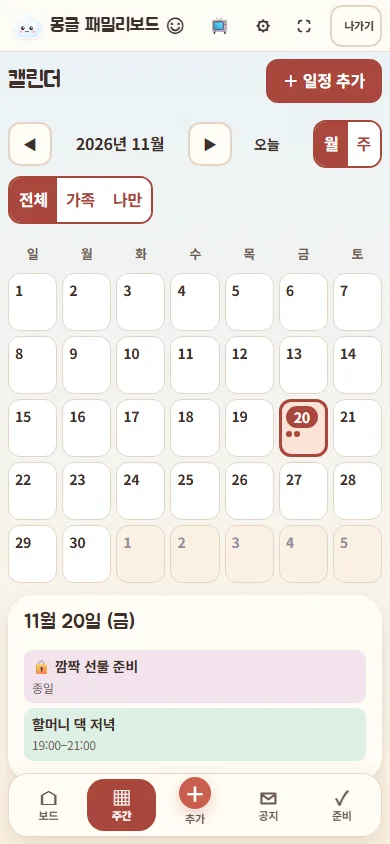 몽글 패밀리보드
나가기
캘린더
+ 일정 추가
◀ 2026년 11월 ▶ 오늘 월 주
전체 가족 나만
일 월 화 수 목 금 토
1 2 3 4 5 6 7
8 9 10 11 12 13 14
15 16 17 18 19 20 21
22 23 24 25 26 27 28
29 30 1 2 3 4 5
11월 20일 (금)
깜짝 선물 준비
종일
할머니 댁 저녁
19:00–21:00
보드 주간 추가 공지 준비